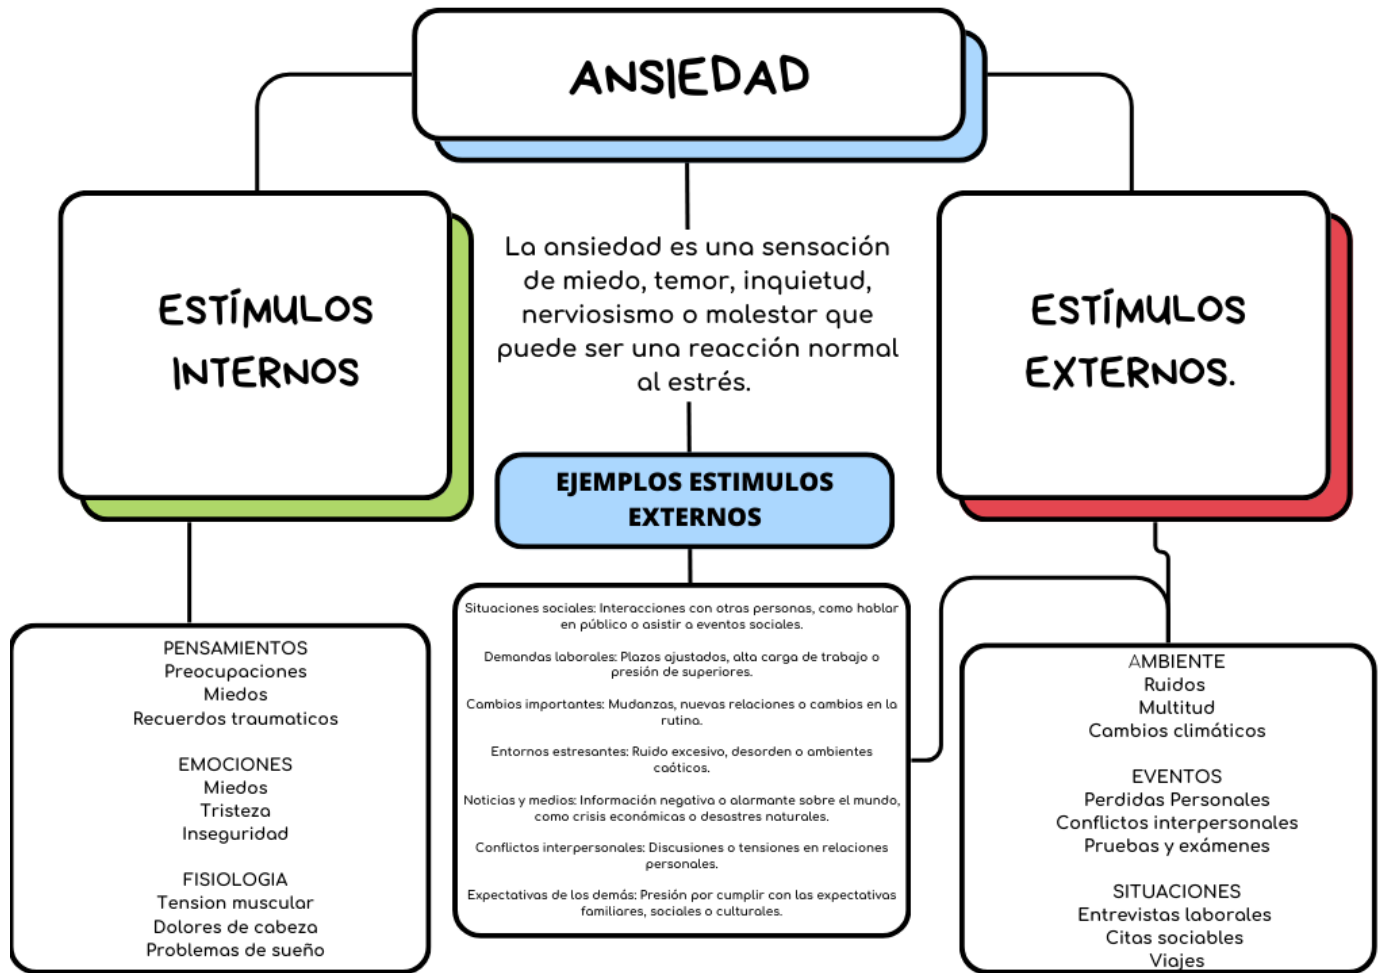 ANSIEDAD
ESTÍMULOS
INTERNOS
La ansiedad es una sensación
de miedo, temor, inquietud,
nerviosismo o malestar que
puede ser una reacción normal
al estrés.
ESTÍMULOS
EXTERNOS.
EJEMPLOS ESTIMULOS
EXTERNOS
PENSAMIENTOS
Preocupaciones
Miedos
Recuerdos traumaticos
EMOCIONES
Miedos
Tristeza
Inseguridad
FISIOLOGIA
Tension muscular
Dolores de cabeza
Problemas de sueño
Situaciones sociales: Interacciones con otras personas, como hablar
en público o asistir a eventos sociales.
Demandas laborales: Plazos ajustados, alta carga de trabajo o
presión de superiores.
Cambios importantes: Mudanzas, nuevas relaciones o cambios en la
rutina.
Entornos estresantes: Ruido excesivo, desorden o ambientes
caóticos.
Noticias y medios: Información negativa o alarmante sobre el mundo,
como crisis económicas o desastres naturales.
Conflictos interpersonales: Discusiones o tensiones en relaciones
personales.
Expectativas de los demás: Presión por cumplir con las expectativas
familiares, sociales o culturales.
AMBIENTE
Ruidos
Multitud
Cambios climáticos
EVENTOS
Perdidas Personales
Conflictos interpersonales
Pruebas y exámenes
SITUACIONES
Entrevistas laborales
Citas sociables
Viajes